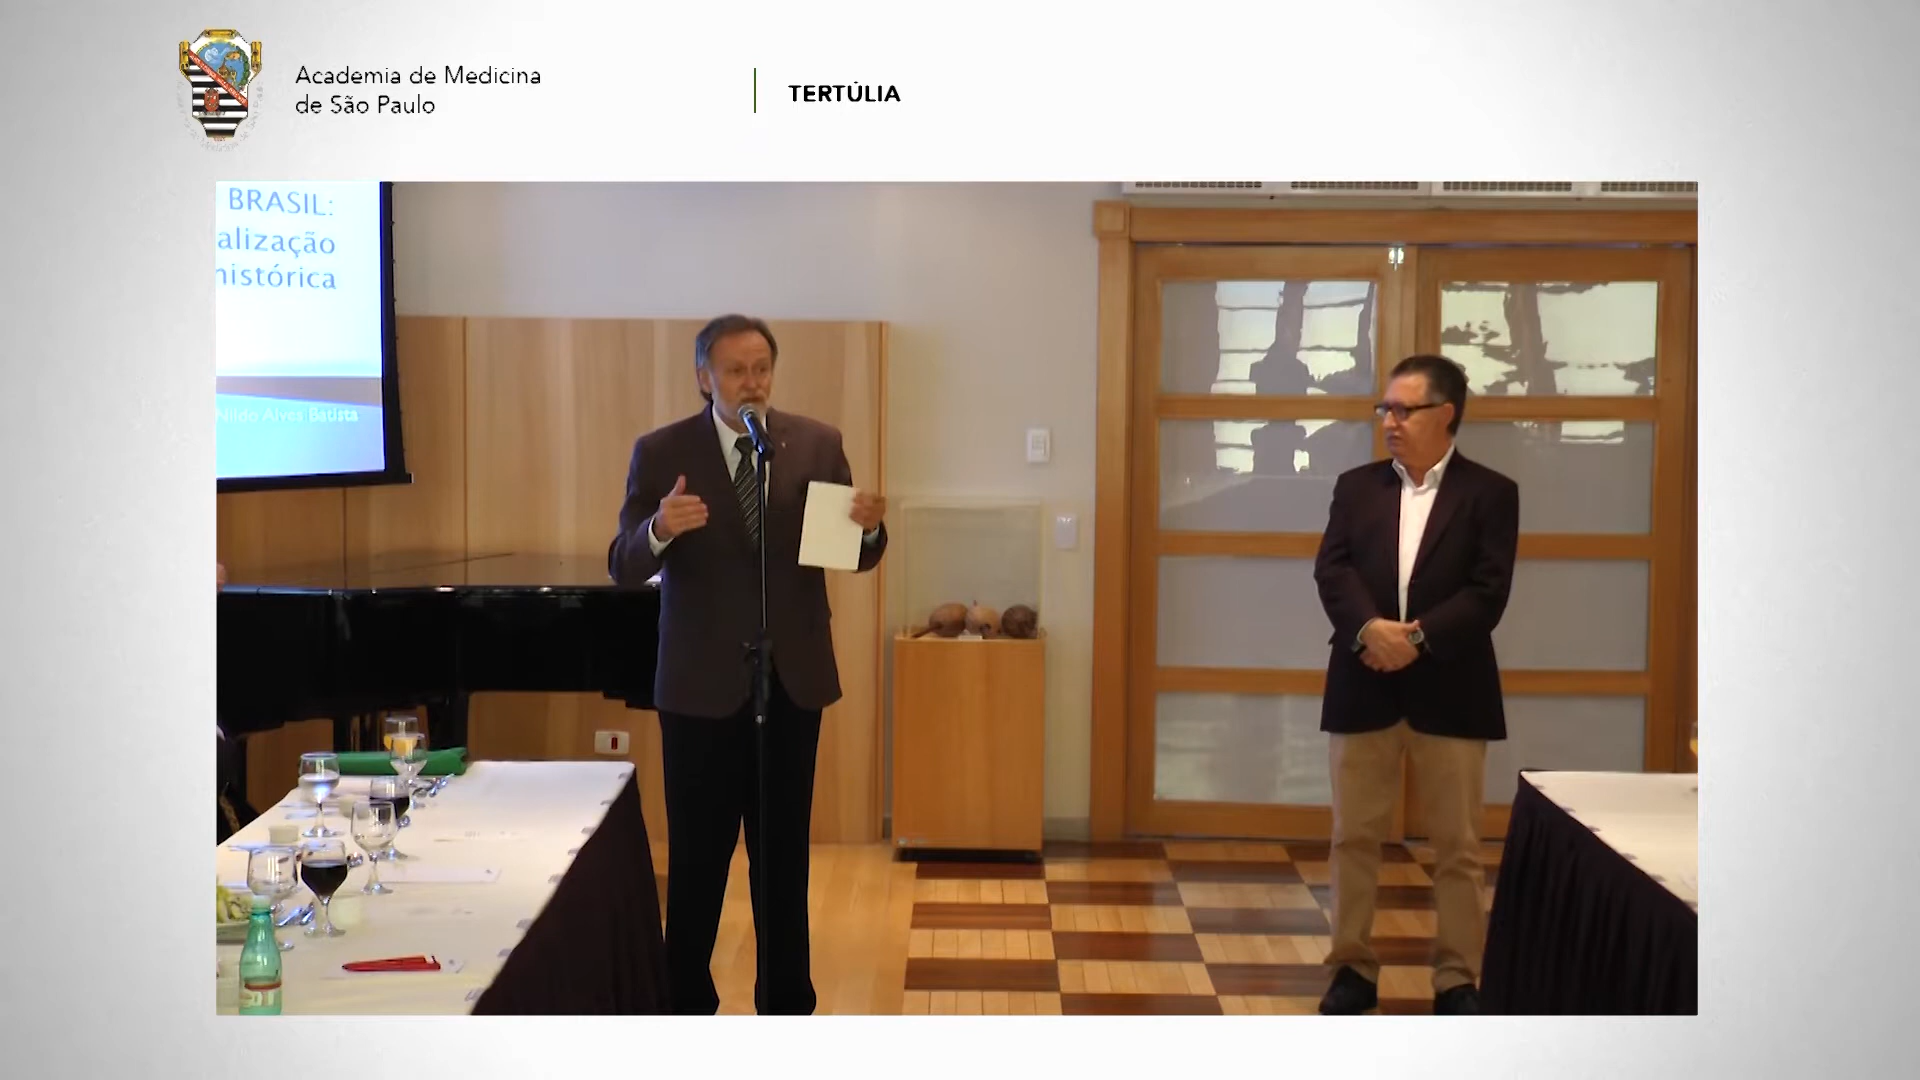 Academia de Medicina
de São Paulo
TERTÚLIA
BRASIL:
alização
histórica
Nildo Alves Batista